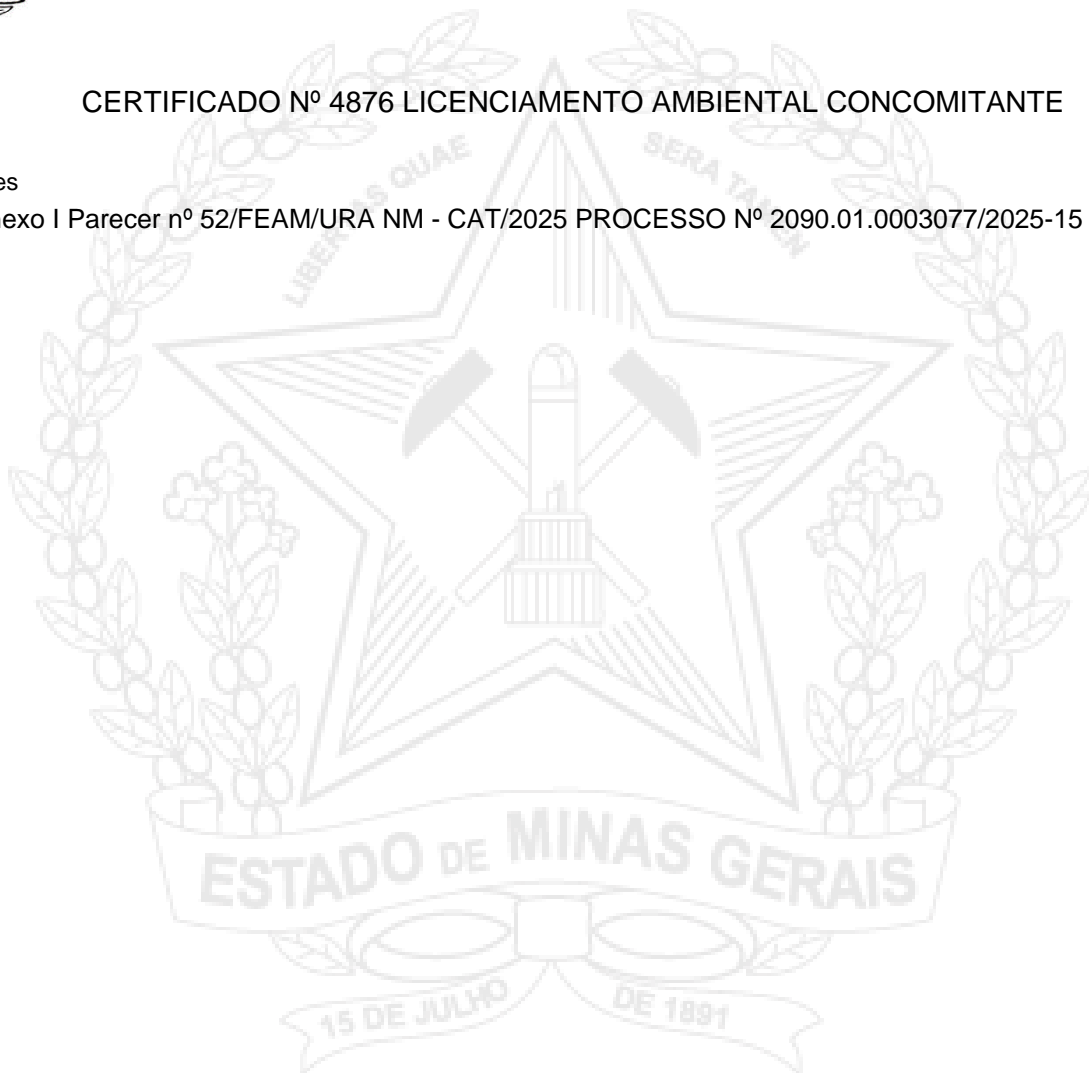 CERTIFICADO Nº 4876 LICENCIAMENTO AMBIENTAL CONCOMITANTE
es
exo I Parecer nº 52/FEAM/URA NM - CAT/2025 PROCESSO Nº 2090.01.0003077/2025-15
LIBERTAS QUAE SERA TAMEN
ESTADO DE MINAS GERAIS
15 DE JULHO DE 1891